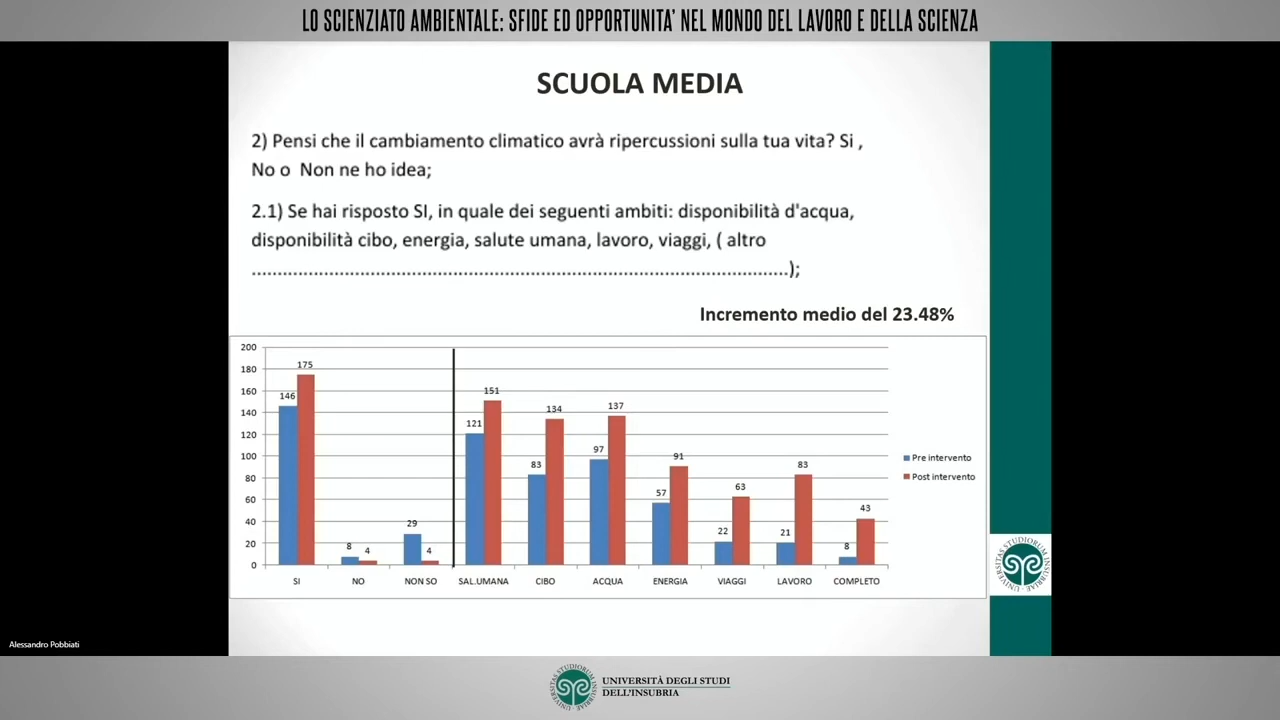 LO SCIENZIATO AMBIENTALE: SFIDE ED OPPORTUNITA' NEL MONDO DEL LAVORO E DELLA SCIENZA
SCUOLA MEDIA
2) Pensi che il cambiamento climatico avrà ripercussioni sulla tua vita? Si ,
No o Non ne ho idea;
2.1) Se hai risposto SI, in quale dei seguenti ambiti: disponibilità d'acqua,
disponibilità cibo, energia, salute umana, lavoro, viaggi, ( altro
........................................................................................................);
Incremento medio del 23.48%
200
180
160
140
120
100
80
60
40
20
0
146 175
8 4
29 4
121 151
83 134
97 137
57 91
22 63
21 83
8 43
SI NO NON SO SAL.UMANA CIBO ACQUA ENERGIA VIAGGI LAVORO COMPLETO
Pre intervento
Post intervento
Alessandro Pobbiati
UNIVERSITÀ DEGLI STUDI
DELL'INSUBRIA